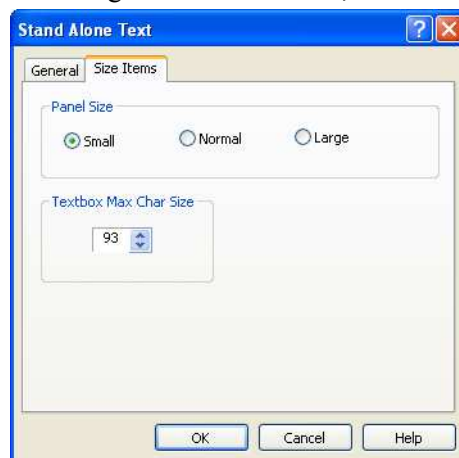 Stand Alone Text
General Size Items
Panel Size
Small Normal Large
Textbox Max Char Size
93
OK Cancel Help